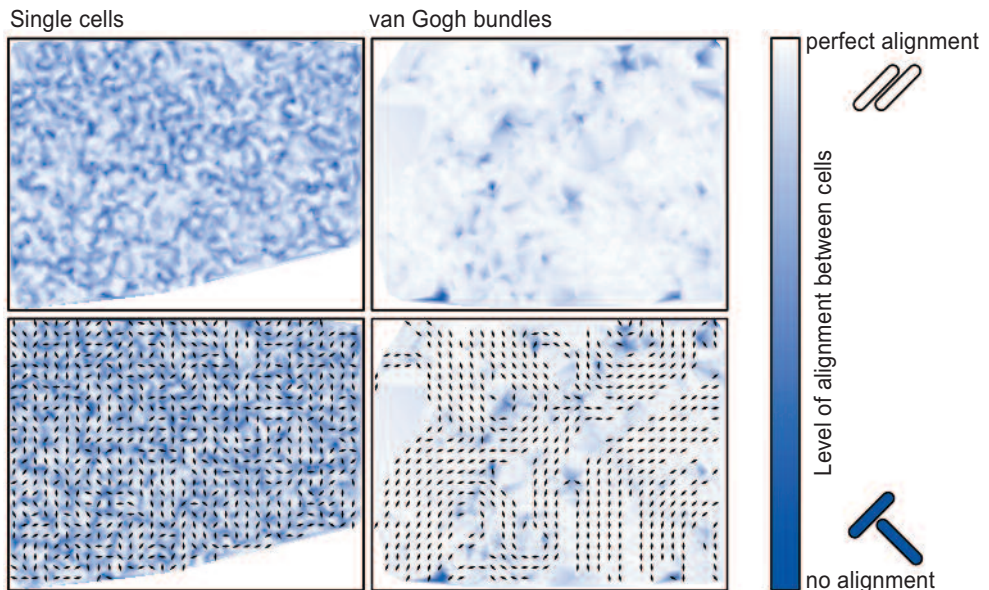 Single cells
van Gogh bundles
perfect alignment
Level of alignment between cells
no alignment